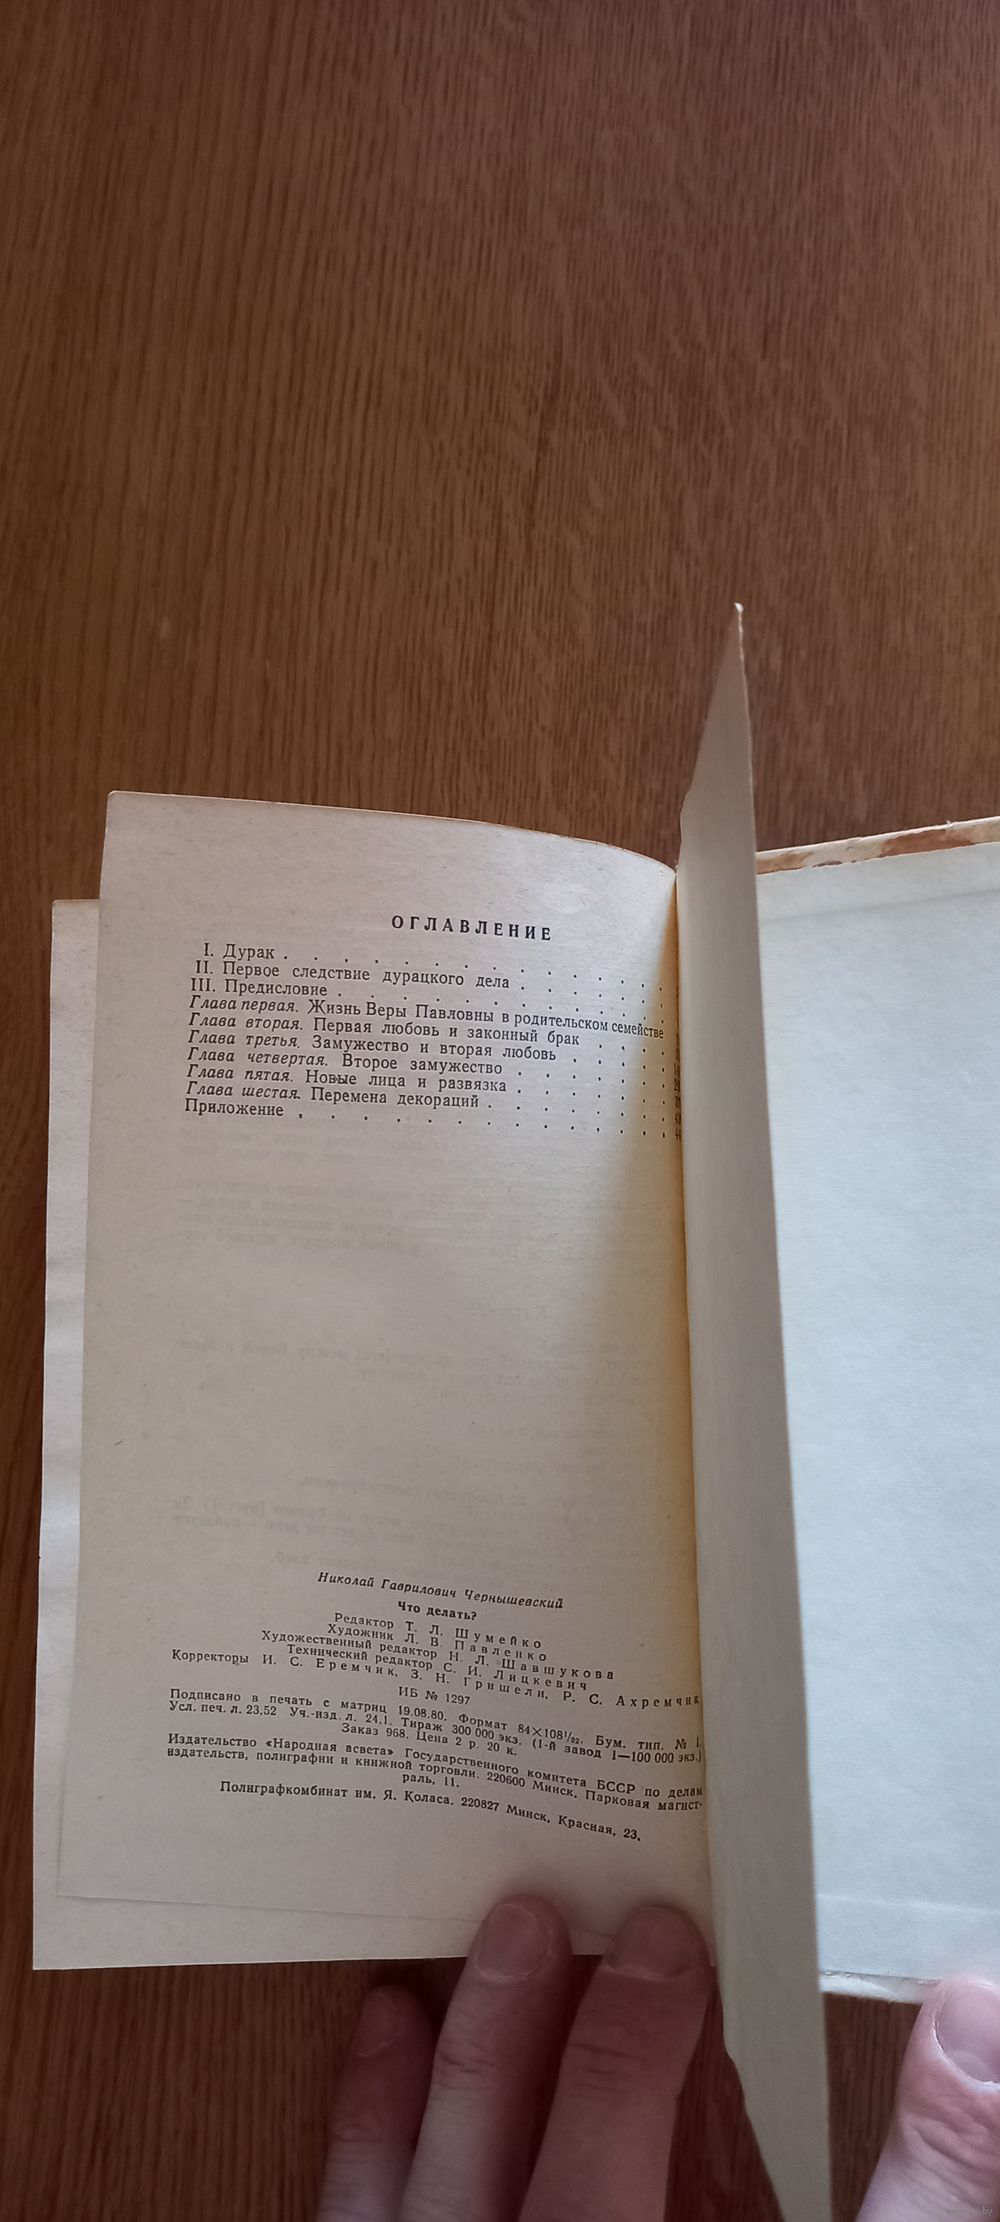 ОГЛАВЛЕНИЕ
I. Дурак . . . . . . . . . . . . .
II. Первое следствие дурацкого дела . . . . . .
III. Предисловие . . . . . . . . . . .
Глава первая. Жизнь Веры Павловны в родительском семействе
Глава вторая. Первая любовь и законный брак . . . .
Глава третья. Замужество и вторая любовь . . . .
Глава четвертая. Второе замужество . . . . . .
Глава пятая. Новые лица и развязка . . . . . .
Глава шестая. Перемена декораций . . . . . . .
Приложение . . . . . . . . . . . . .
Николай Гаврилович Чернышевский
Что делать?
Редактор Т. Л. Шумейко
Художник Л. В. Павленко
Художественный редактор Н. Л. Шавшукова
Технический редактор С. И. Лицкевич
Корректоры И. С. Еремчик, З. Н. Гришели, Р. С. Ахремчик
ИБ № 1297
Подписано в печать с матриц 19.08.80. Формат 84×108¹/₃₂. Бум. тип. № 1.
Усл. печ. л. 23,52 Уч.-изд. л. 24,1. Тираж 300 000 экз. (1-й завод 1—100 000 экз.)
Заказ 968. Цена 2 р. 20 к.
Издательство «Народная асвета» Государственного комитета БССР по делам
издательств, полиграфии и книжной торговли. 220600 Минск, Парковая магист-
раль, 11.
Полиграфкомбинат им. Я. Коласа. 220827 Минск, Красная, 23.